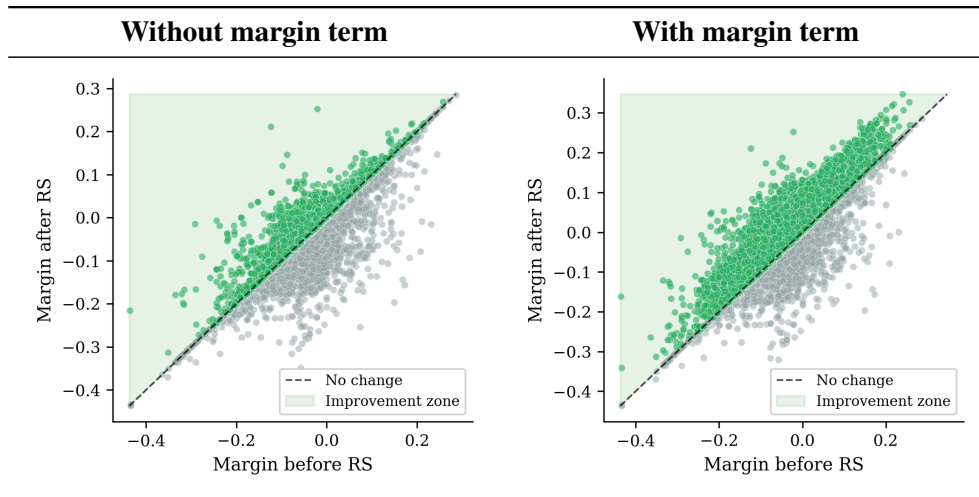 Without margin term
With margin term
0.3
0.2
0.1
0.0
−0.1
−0.2
−0.3
−0.4
Margin after RS
−0.4
−0.2
0.0
0.2
Margin before RS
No change
Improvement zone
0.3
0.2
0.1
0.0
−0.1
−0.2
−0.3
−0.4
Margin after RS
−0.4
−0.2
0.0
0.2
Margin before RS
No change
Improvement zone